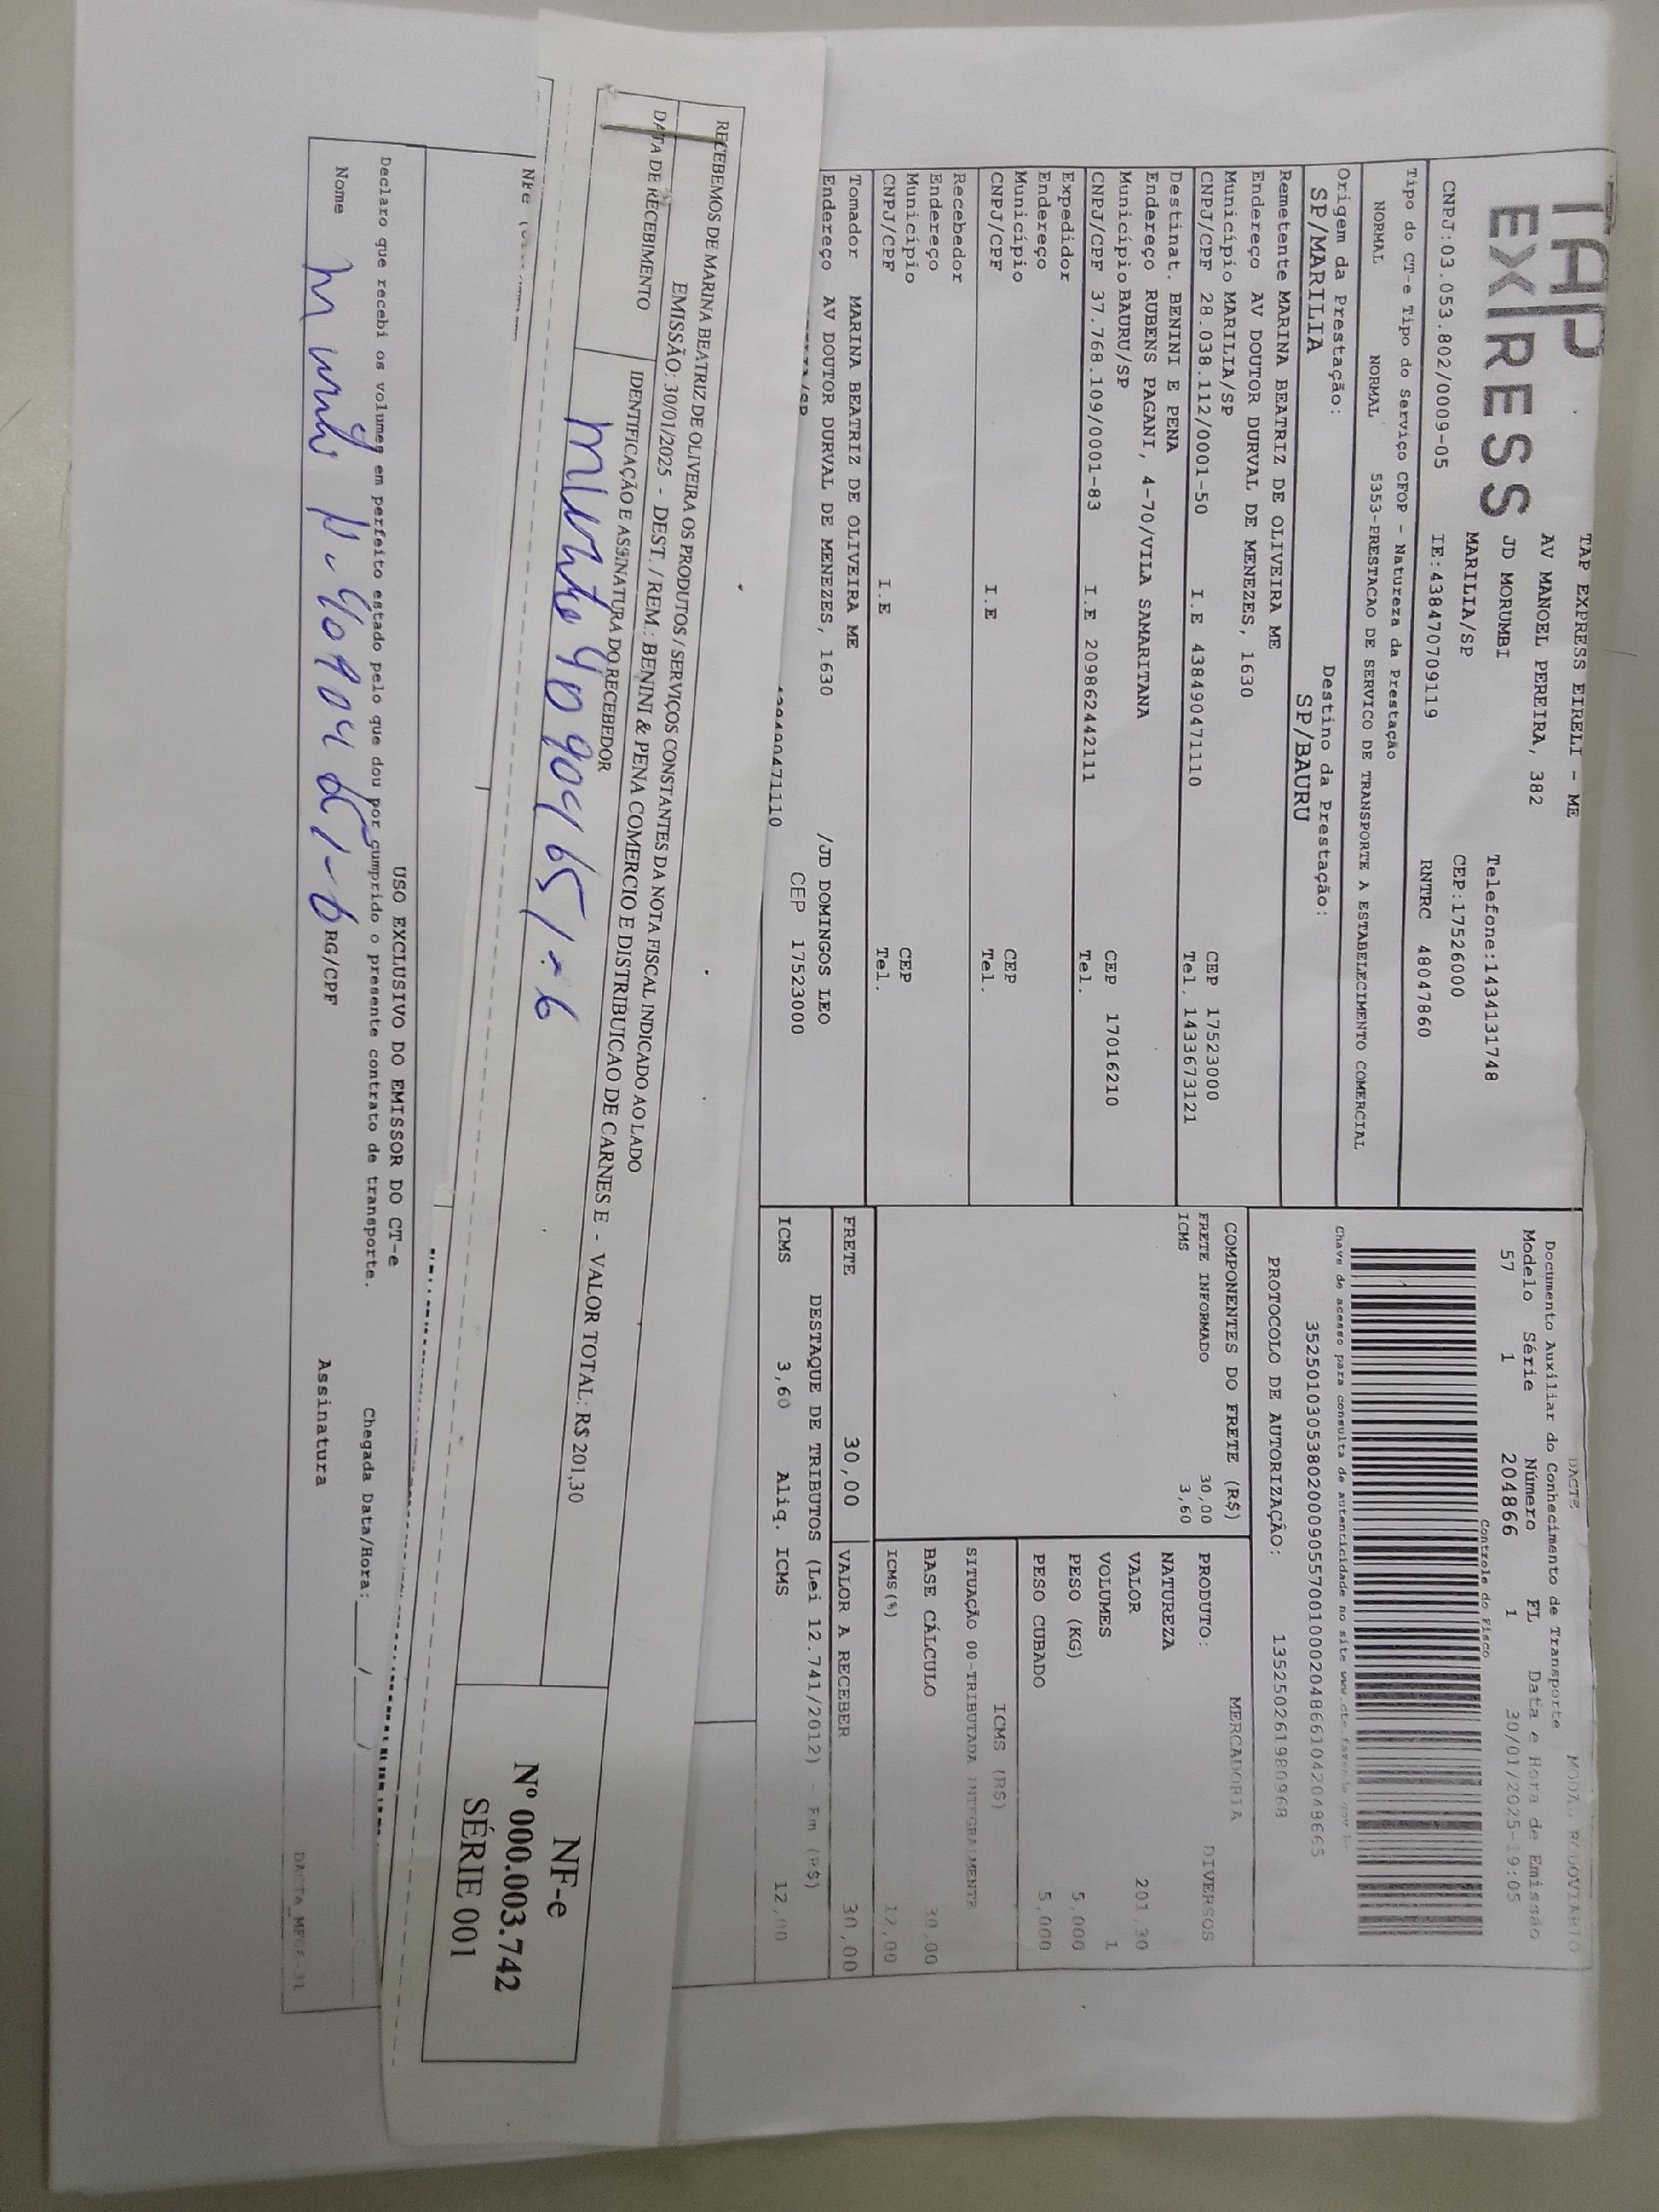 TAP
EXPRESS
TAP EXPRESS EIRELI - ME
AV MANOEL PEREIRA, 382
JD MORUMBI
Telefone:1434131748
MARILIA/SP
CEP:17526000
CNPJ:03.053.802/0009-05 IE:438470709119 RNTRC 48047860
Tipo do CT-e Tipo do Serviço CFOP - Natureza da Prestação
NORMAL NORMAL 5353-PRESTACAO DE SERVICO DE TRANSPORTE A ESTABELECIMENTO COMERCIAL
Origem da Prestação: Destino da Prestação:
SP/MARILIA SP/BAURU
Remetente MARINA BEATRIZ DE OLIVEIRA ME
Endereço AV DOUTOR DURVAL DE MENEZES, 1630
Município MARILIA/SP CEP 17523000
CNPJ/CPF 28.038.112/0001-50 I.E 438490471110 Tel. 1433673121
Destinat. BENINI E PENA
Endereço RUBENS PAGANI, 4-70/VILA SAMARITANA
Município BAURU/SP CEP 17016210
CNPJ/CPF 37.768.109/0001-83 I.E 209862442111 Tel.
Expedidor
Endereço
Município CEP
CNPJ/CPF I.E Tel.
Recebedor
Endereço
Município CEP
CNPJ/CPF I.E Tel.
Tomador MARINA BEATRIZ DE OLIVEIRA ME
Endereço AV DOUTOR DURVAL DE MENEZES, 1630 /JD DOMINGOS LEO
CEP 17523000
438490471110
DACTE MODAL RODOVIARIO
Documento Auxiliar do Conhecimento de Transporte
Modelo Série Número FL Data e Hora de Emissão
57 1 204866 1 30/01/2025-19:05
Controle do Fisco
Chave de acesso para consulta de autenticidade no site www.cte.fazenda.gov.br
PROTOCOLO DE AUTORIZAÇÃO: 135250261980968
COMPONENTES DO FRETE (R$)
FRETE INFORMADO 30,00
ICMS 3,60
MERCADORIA
PRODUTO: DIVERSOS
NATUREZA
VALOR 201,30
VOLUMES 1
PESO (KG) 5,000
PESO CUBADO 5,000
ICMS (R$)
SITUAÇÃO 00-TRIBUTADA INTEGRALMENTE
BASE CÁLCULO 30,00
ICMS(%) 12,00
FRETE 30,00 VALOR A RECEBER 30,00
DESTAQUE DE TRIBUTOS (Lei 12.741/2012) - Em (R$)
ICMS 3,60 Aliq. ICMS 12,00
RECEBEMOS DE MARINA BEATRIZ DE OLIVEIRA OS PRODUTOS / SERVIÇOS CONSTANTES DA NOTA FISCAL INDICADO AO LADO
EMISSÃO: 30/01/2025 - DEST. / REM.: BENINI & PENA COMERCIO E DISTRIBUICAO DE CARNES E - VALOR TOTAL: R$ 201,30
DATA DE RECEBIMENTO IDENTIFICAÇÃO E ASSINATURA DO RECEBEDOR
40904651-6
NF-e
Nº 000.003.742
SÉRIE 001
NFe
USO EXCLUSIVO DO EMISSOR DO CT-e
Declaro que recebi os volumes em perfeito estado pelo que dou por cumprido o presente contrato de transporte. Chegada Data/Hora:___/___/
Nome RG/CPF Assinatura